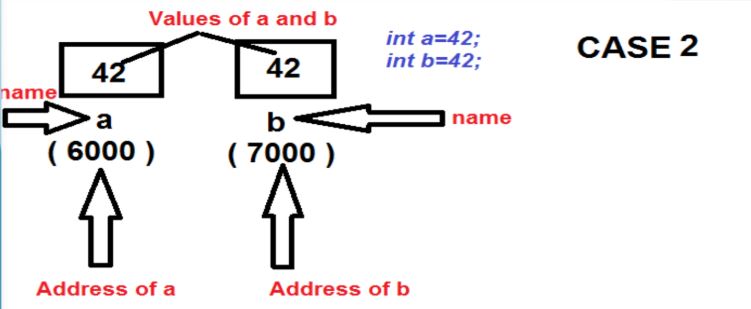 Values of a and b
int a=42;
int b=42;
CASE 2
42
42
name
a
b
name
( 6000 )
( 7000 )
Address of a
Address of b